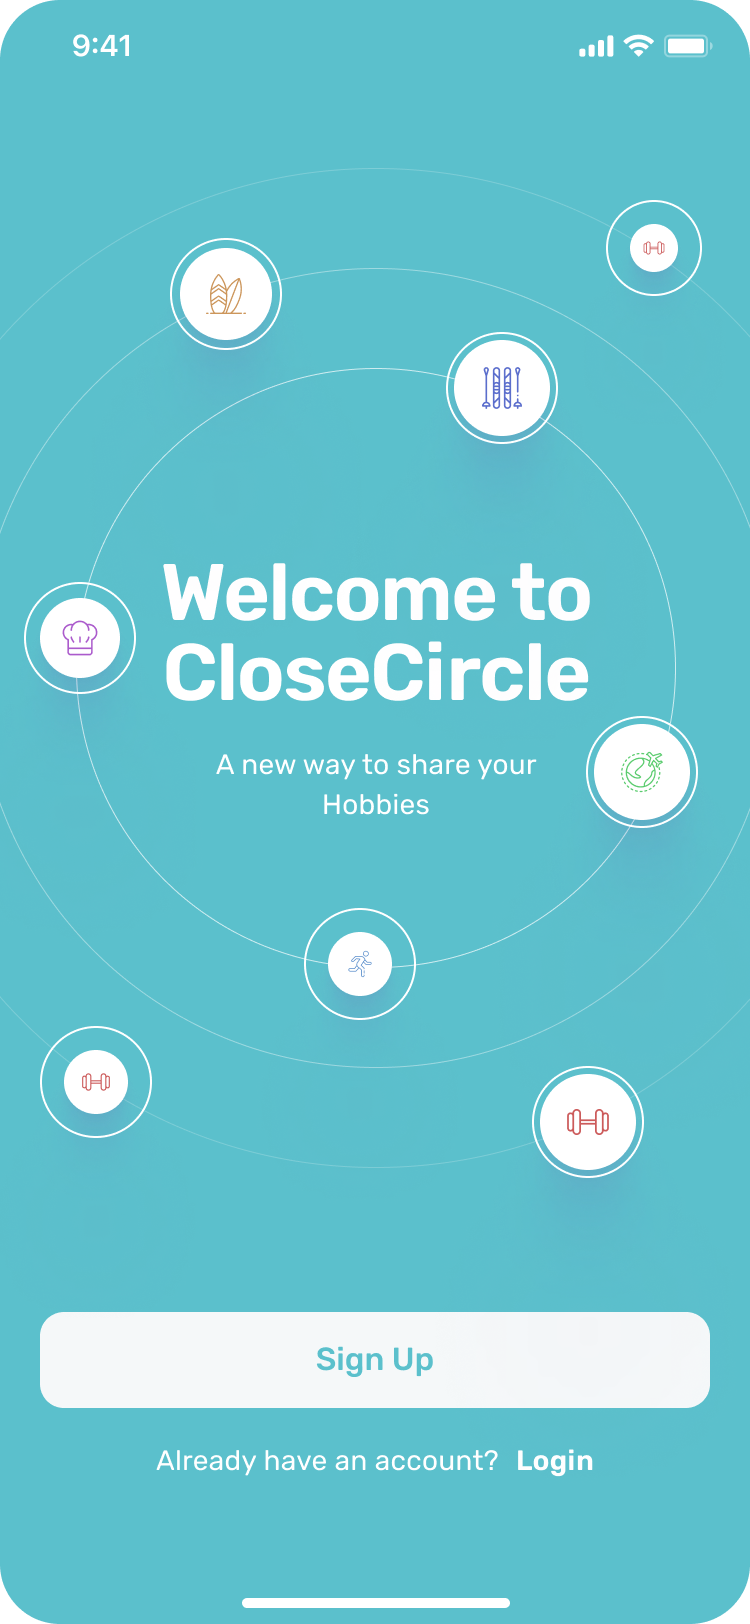 9:41
Welcome to
CloseCircle
A new way to share your
Hobbies
Sign Up
Already have an account? Login